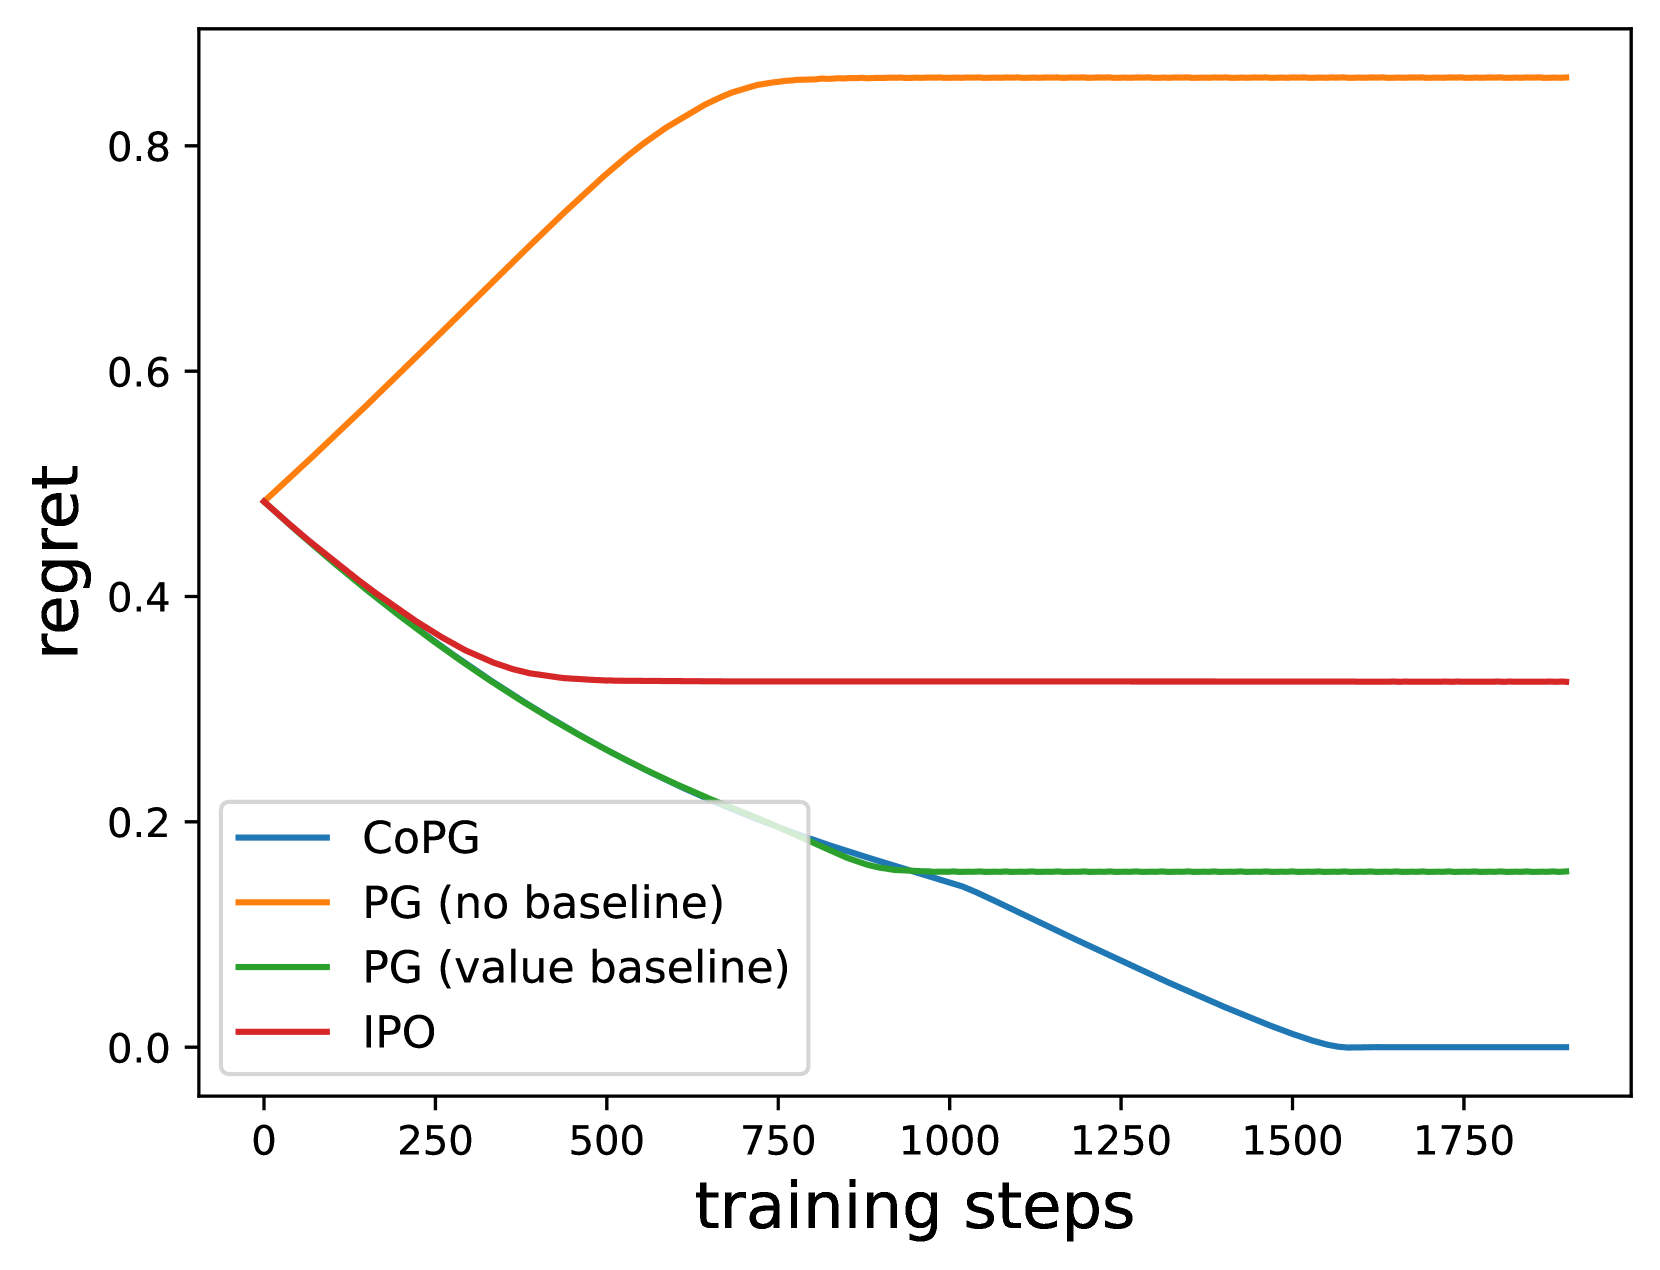 regret
0.8
0.6
0.4
0.2
0.0
CoPG
PG (no baseline)
PG (value baseline)
IPO
0 250 500 750 1000 1250 1500 1750
training steps